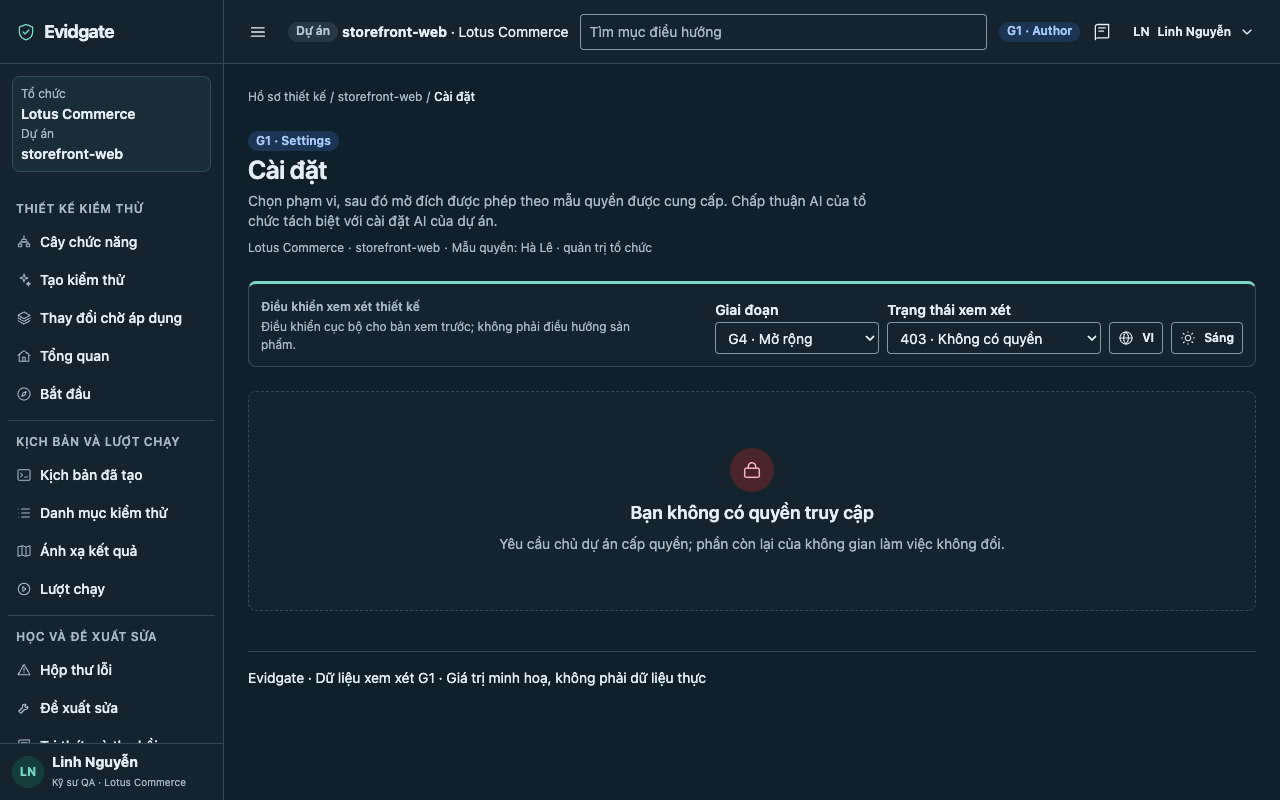 Evidgate
Dự án storefront-web · Lotus Commerce
Tìm mục điều hướng
G1 · Author
LN Linh Nguyễn
Tổ chức
Lotus Commerce
Dự án
storefront-web
THIẾT KẾ KIỂM THỬ
Cây chức năng
Tạo kiểm thử
Thay đổi chờ áp dụng
Tổng quan
Bắt đầu
KỊCH BẢN VÀ LƯỢT CHẠY
Kịch bản đã tạo
Danh mục kiểm thử
Ánh xạ kết quả
Lượt chạy
HỌC VÀ ĐỀ XUẤT SỬA
Hộp thư lỗi
Đề xuất sửa
LN
Linh Nguyễn
Kỹ sư QA · Lotus Commerce
Hồ sơ thiết kế / storefront-web / Cài đặt
G1 · Settings
Cài đặt
Chọn phạm vi, sau đó mở đích được phép theo mẫu quyền được cung cấp. Chấp thuận AI của tổ
chức tách biệt với cài đặt AI của dự án.
Lotus Commerce · storefront-web · Mẫu quyền: Hà Lê · quản trị tổ chức
Điều khiển xem xét thiết kế
Điều khiển cục bộ cho bản xem trước; không phải điều hướng sản
phẩm.
Giai đoạn
G4 · Mở rộng
Trạng thái xem xét
403 · Không có quyền
VI
Sáng
Bạn không có quyền truy cập
Yêu cầu chủ dự án cấp quyền; phần còn lại của không gian làm việc không đổi.
Evidgate · Dữ liệu xem xét G1 · Giá trị minh hoạ, không phải dữ liệu thực